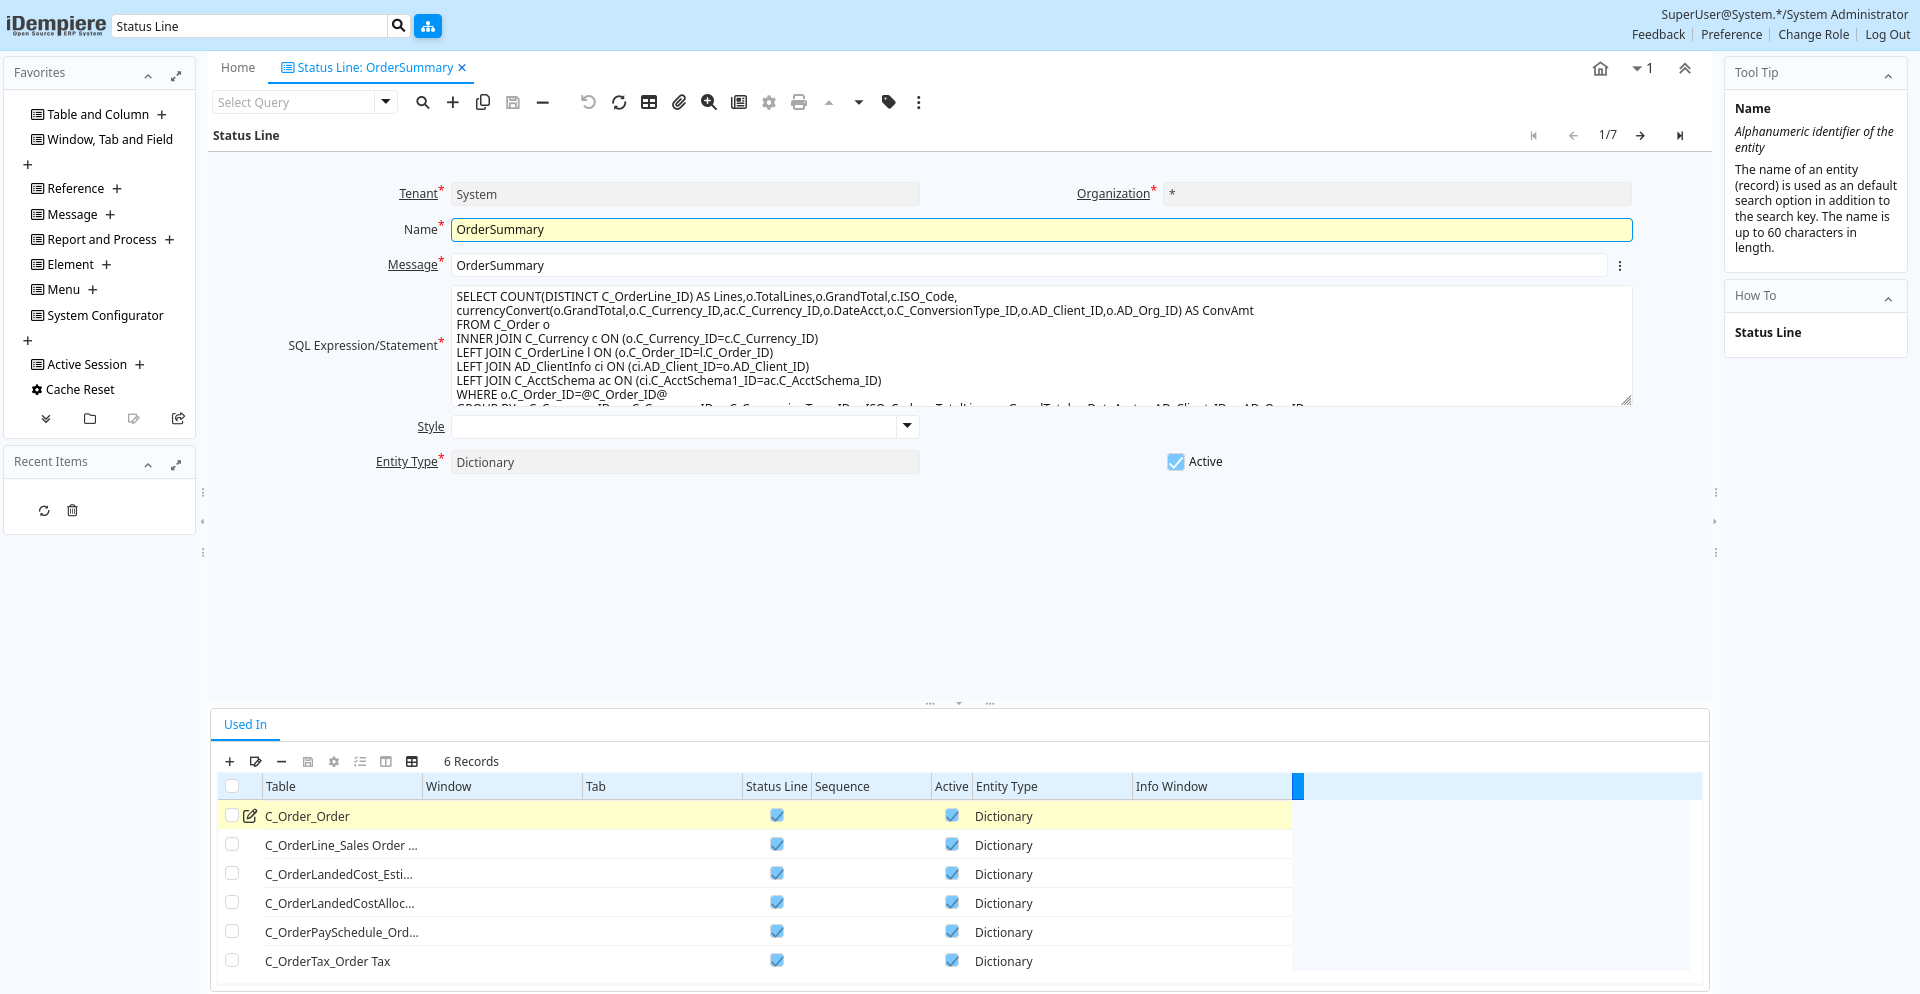 iDempiere
Open Source ERP System
Status Line
SuperUser@System.*/System Administrator
Feedback
Preference
Change Role
Log Out
Favorites
Table and Column
Window, Tab and Field
Reference
Message
Report and Process
Element
Menu
System Configurator
Active Session
Cache Reset
Recent Items
Home
Status Line: OrderSummary
1
Select Query
Status Line
1/7
Tenant*
System
Organization*
*
Name*
OrderSummary
Message*
OrderSummary
SQL Expression/Statement*
SELECT COUNT(DISTINCT C_OrderLine_ID) AS Lines,o.TotalLines,o.GrandTotal,c.ISO_Code,
currencyConvert(o.GrandTotal,o.C_Currency_ID,ac.C_Currency_ID,o.DateAcct,o.C_ConversionType_ID,o.AD_Client_ID,o.AD_Org_ID) AS ConvAmt
FROM C_Order o
INNER JOIN C_Currency c ON (o.C_Currency_ID=c.C_Currency_ID)
LEFT JOIN C_OrderLine l ON (o.C_Order_ID=l.C_Order_ID)
LEFT JOIN AD_ClientInfo ci ON (ci.AD_Client_ID=o.AD_Client_ID)
LEFT JOIN C_AcctSchema ac ON (ci.C_AcctSchema1_ID=ac.C_AcctSchema_ID)
WHERE o.C_Order_ID=@C_Order_ID@
Style
Entity Type*
Dictionary
Active
Used In
6 Records
Table
Window
Tab
Status Line
Sequence
Active
Entity Type
Info Window
C_Order_Order
Dictionary
C_OrderLine_Sales Order ...
Dictionary
C_OrderLandedCost_Esti...
Dictionary
C_OrderLandedCostAlloc...
Dictionary
C_OrderPaySchedule_Ord...
Dictionary
C_OrderTax_Order Tax
Dictionary
Tool Tip
Name
Alphanumeric identifier of the
entity
The name of an entity
(record) is used as an default
search option in addition to
the search key. The name is
up to 60 characters in
length.
How To
Status Line